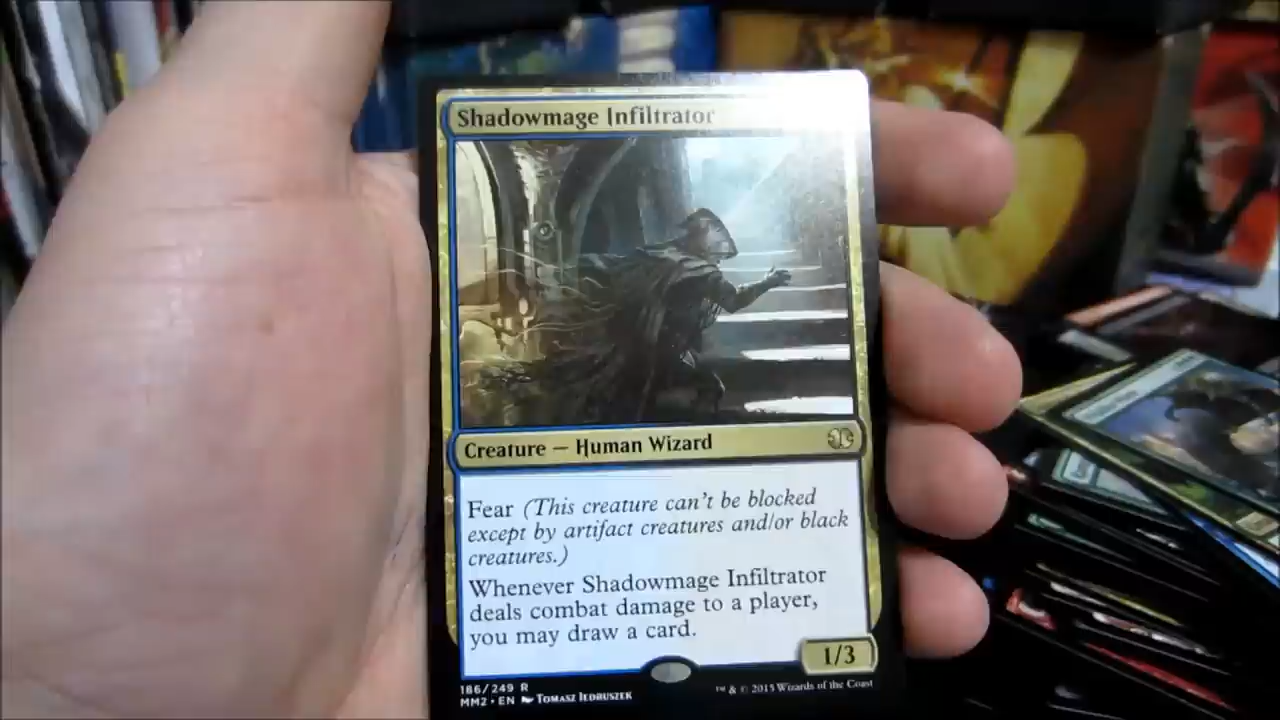 Shadowmage Infiltrator
Creature — Human Wizard
Fear (This creature can't be blocked
except by artifact creatures and/or black
creatures.)
Whenever Shadowmage Infiltrator
deals combat damage to a player,
you may draw a card.
1/3
186/249 R
MM2 • EN Tomasz Jedruszek
™ & © 2015 Wizards of the Coast